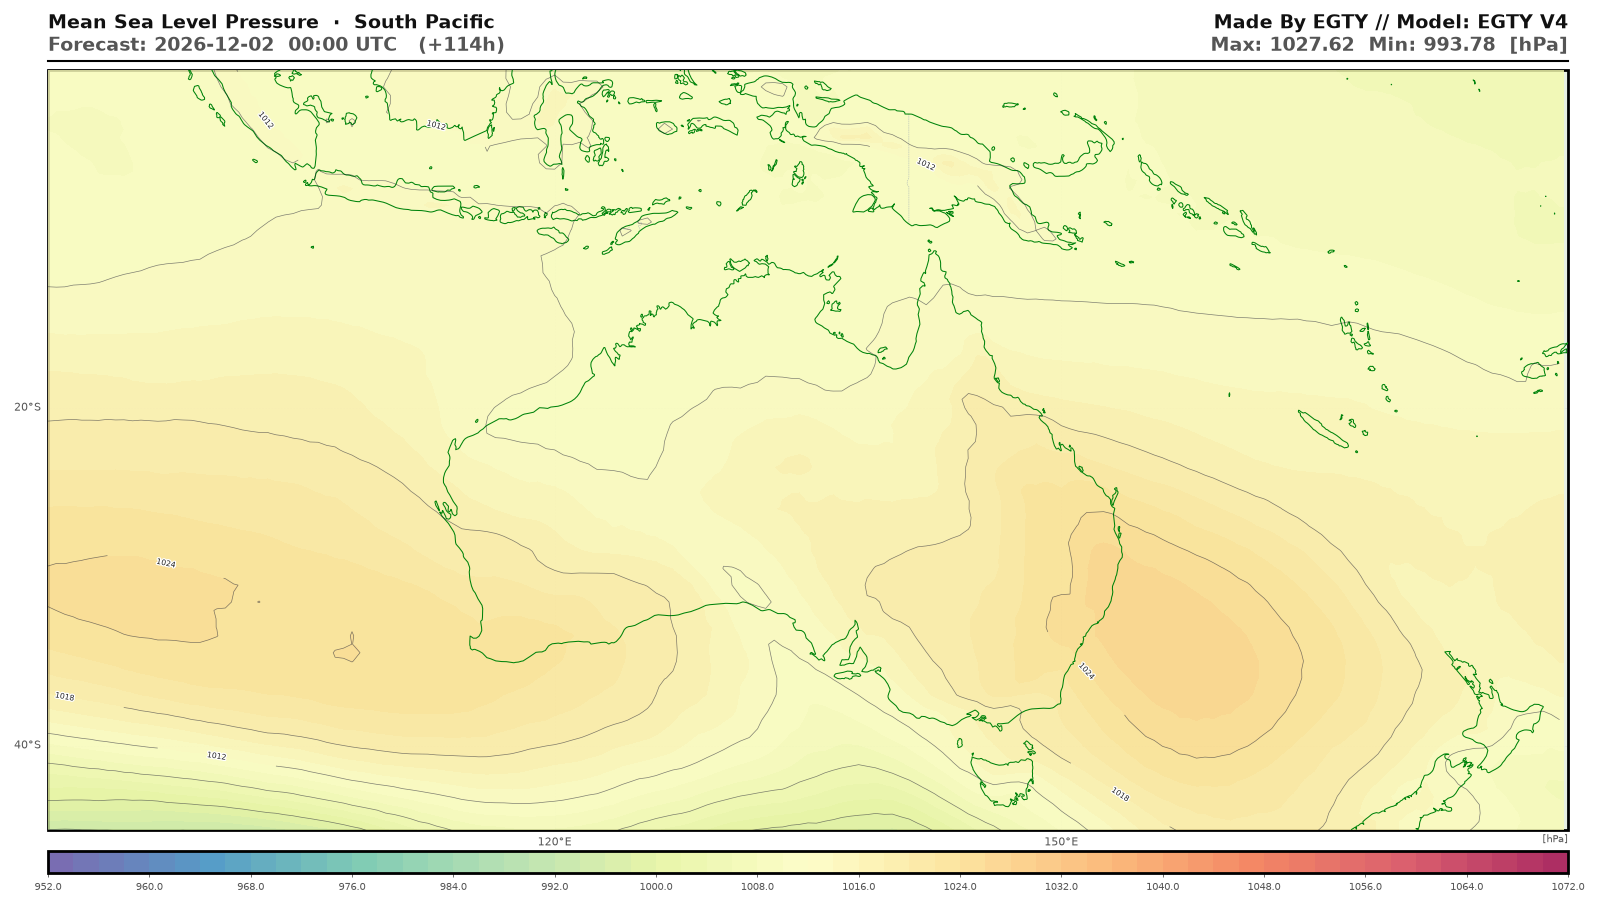 Mean Sea Level Pressure · South Pacific
Made By EGTY // Model: EGTY V4
Forecast: 2026-12-02 00:00 UTC (+114h)
Max: 1027.62 Min: 993.78 [hPa]
1012
1012
1012
20°S
1024
1024
1018
40°S
1012
1018
120°E
150°E
[hPa]
952.0 960.0 968.0 976.0 984.0 992.0 1000.0 1008.0 1016.0 1024.0 1032.0 1040.0 1048.0 1056.0 1064.0 1072.0